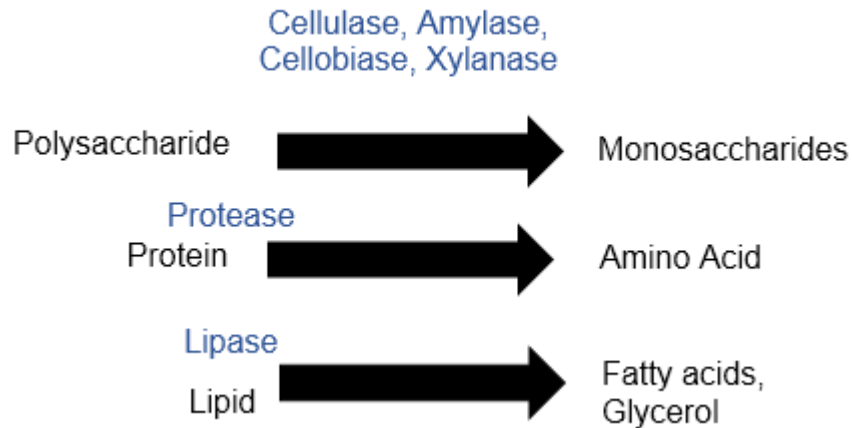 Cellulase, Amylase,
Cellobiase, Xylanase
Polysaccharide
Monosaccharides
Protease
Protein
Amino Acid
Lipase
Lipid
Fatty acids,
Glycerol